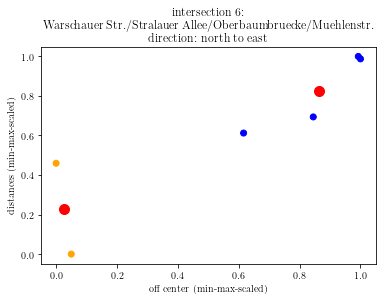 intersection 6:
Warschauer Str./Stralauer Allee/Oberbaumbruecke/Muehlenstr.
direction: north to east
1.0
0.8
0.6
0.4
0.2
0.0
distances (min-max-scaled)
0.0 0.2 0.4 0.6 0.8 1.0
off center (min-max-scaled)